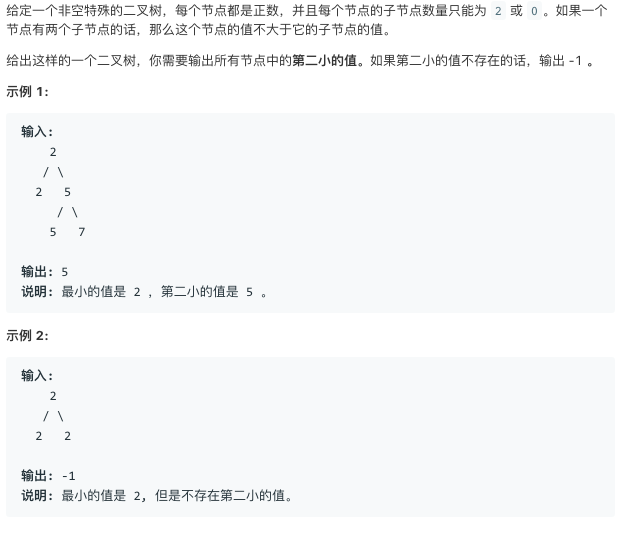 给定一个非空特殊的二叉树，每个节点都是正数，并且每个节点的子节点数量只能为 2 或 0。如果一个
节点有两个子节点的话，那么这个节点的值不大于它的子节点的值。
给出这样的一个二叉树，你需要输出所有节点中的第二小的值。如果第二小的值不存在的话，输出 -1 。
示例 1:
输入:
2
/ \
2 5
/ \
5 7
输出: 5
说明: 最小的值是 2 ，第二小的值是 5 。
示例 2:
输入:
2
/ \
2 2
输出: -1
说明: 最小的值是 2, 但是不存在第二小的值。